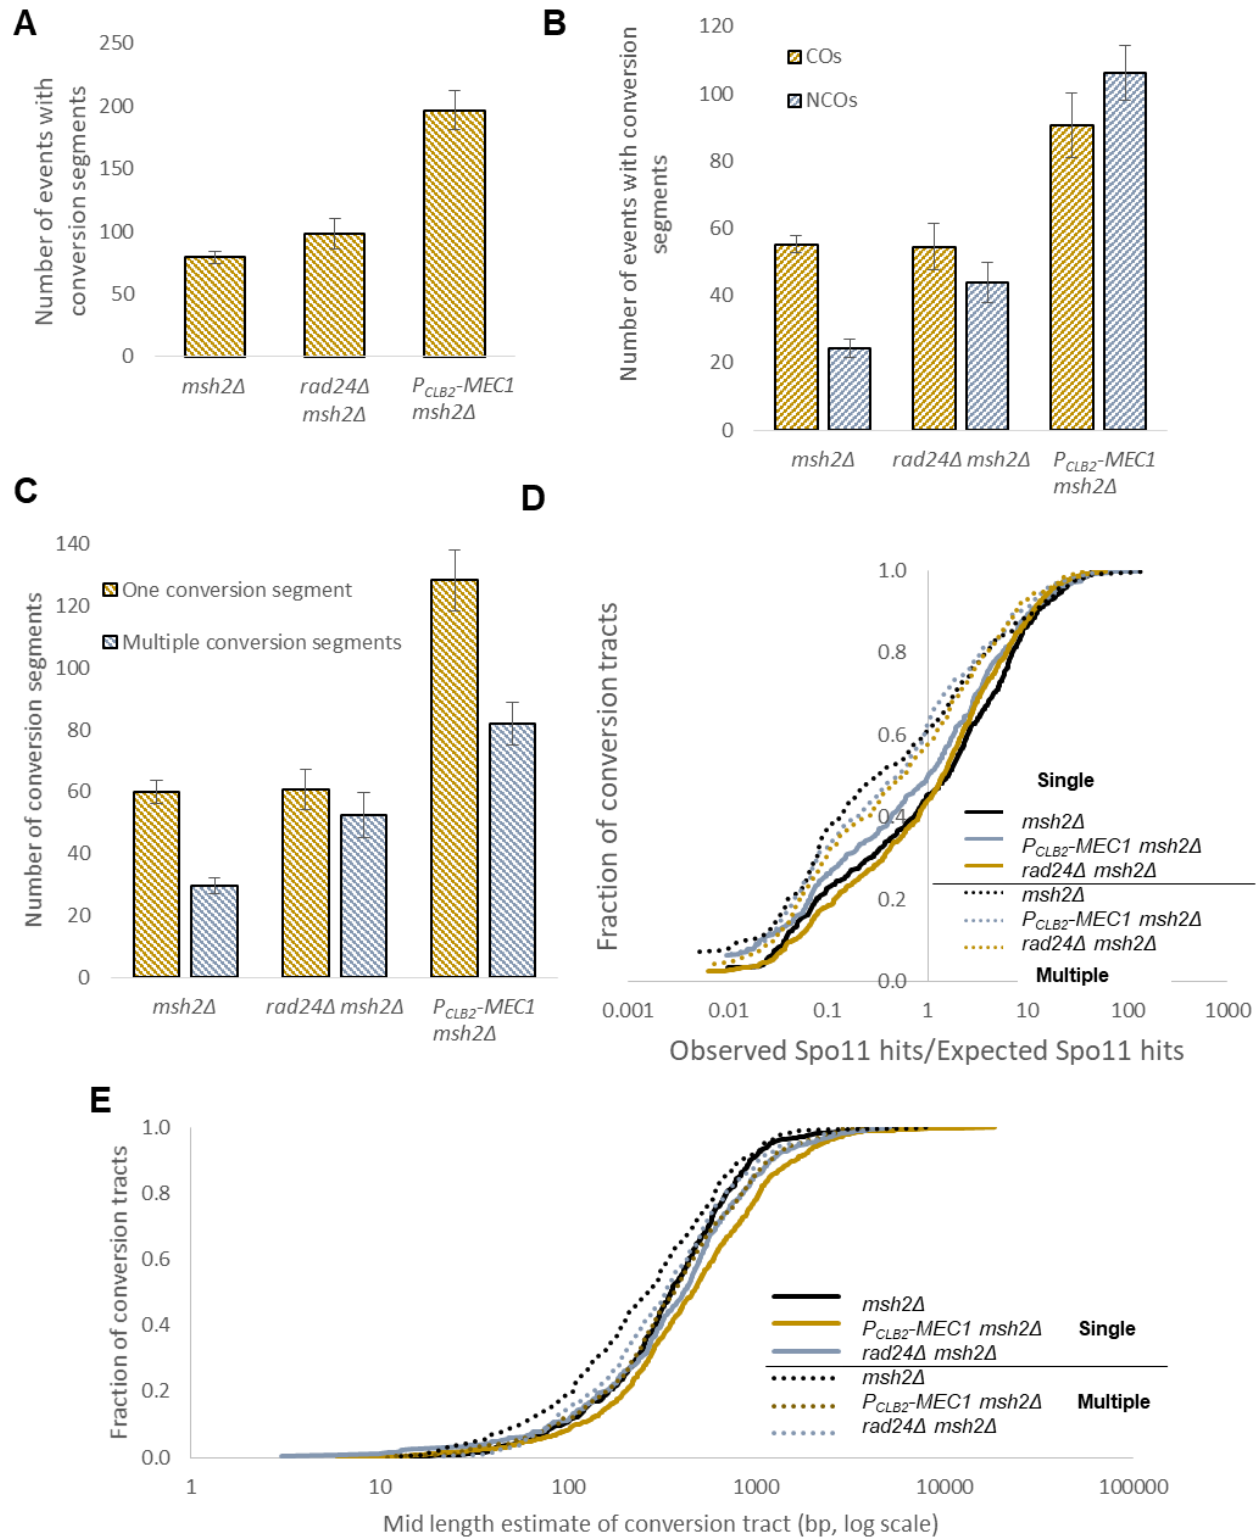 A
Number of events with
conversion segments
250
200
150
100
50
0
msh2Δ
rad24Δ
msh2Δ
P_CLB2-MEC1
msh2Δ
B
Number of events with conversion
segments
120
100
80
60
40
20
0
COs
NCOs
msh2Δ
rad24Δ msh2Δ
P_CLB2-MEC1
msh2Δ
C
Number of conversion segments
140
120
100
80
60
40
20
0
One conversion segment
Multiple conversion segments
msh2Δ
rad24Δ msh2Δ
P_CLB2-MEC1
msh2Δ
D
Fraction of conversion tracts
1.0
0.8
0.6
0.4
0.2
0.0
Single
msh2Δ
P_CLB2-MEC1 msh2Δ
rad24Δ msh2Δ
msh2Δ
P_CLB2-MEC1 msh2Δ
rad24Δ msh2Δ
Multiple
0.001
0.01
0.1
1
10
100
1000
Observed Spo11 hits/Expected Spo11 hits
E
Fraction of conversion tracts
1.0
0.8
0.6
0.4
0.2
0.0
msh2Δ
P_CLB2-MEC1 msh2Δ Single
rad24Δ msh2Δ
msh2Δ
P_CLB2-MEC1 msh2Δ Multiple
rad24Δ msh2Δ
1
10
100
1000
10000
100000
Mid length estimate of conversion tract (bp, log scale)